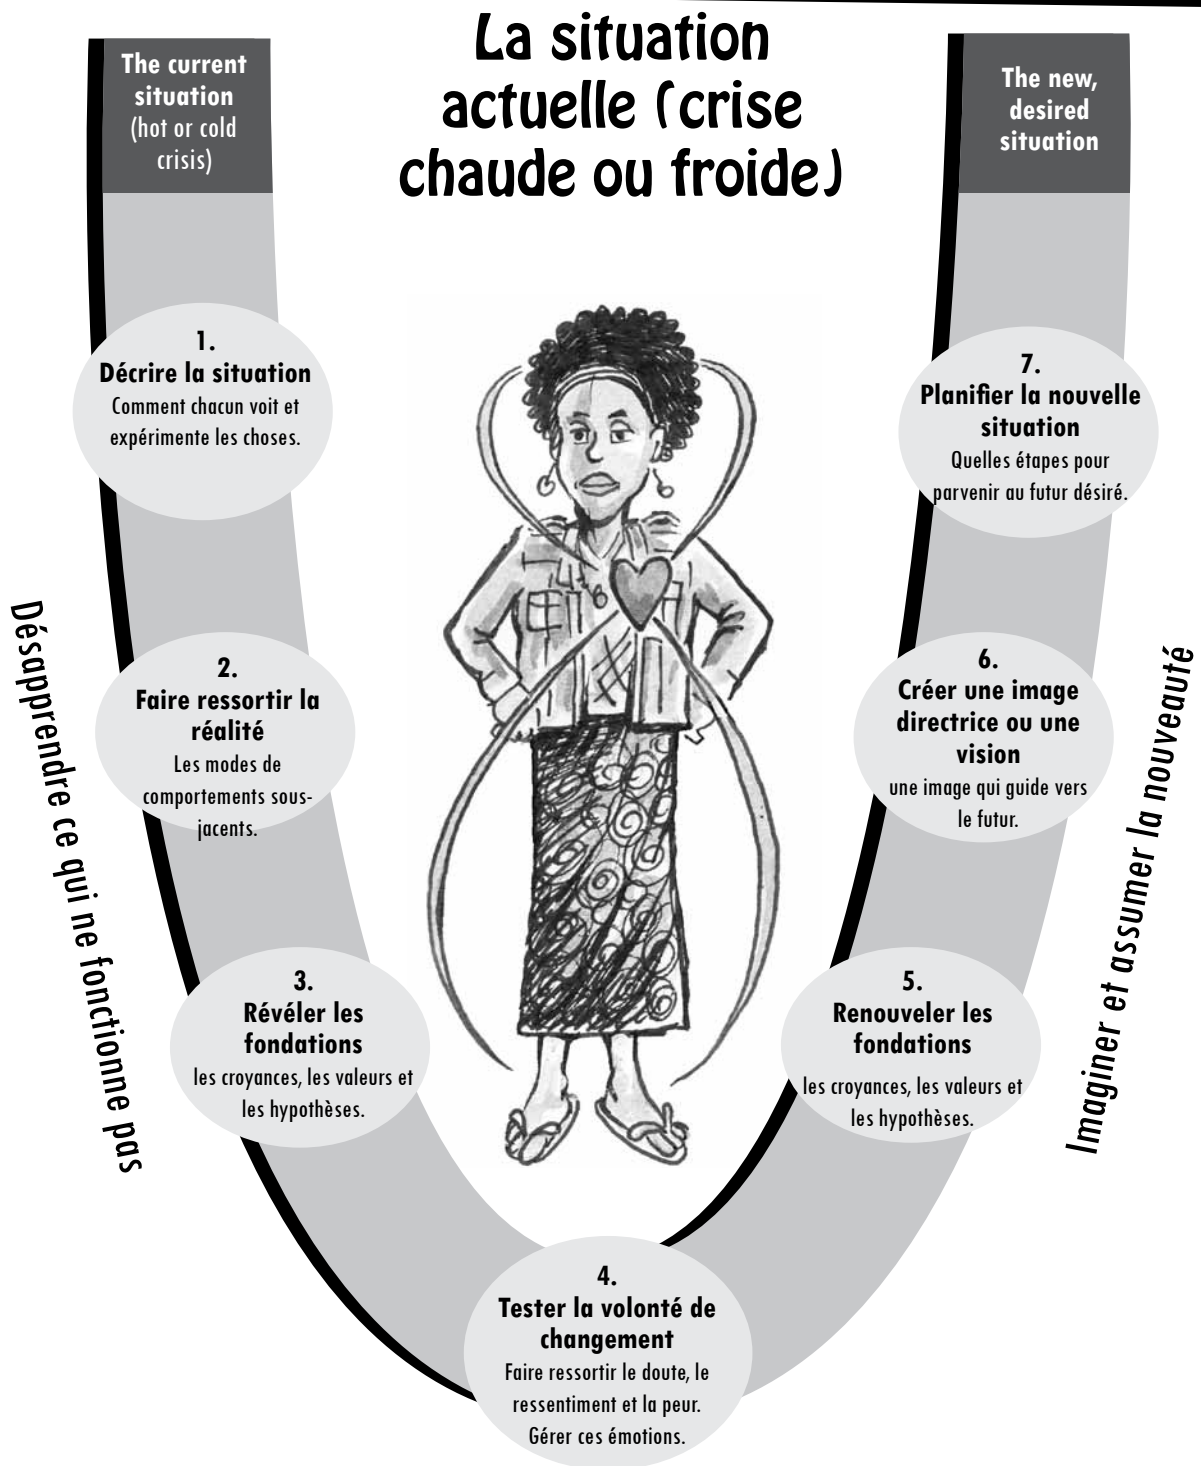 La situation
actuelle (crise
chaude ou froide)
The current
situation
(hot or cold
crisis)
The new,
desired
situation
1.
Décrire la situation
Comment chacun voit et
expérimente les choses.
2.
Faire ressortir la
réalité
Les modes de
comportements sous-
jacents.
3.
Révéler les
fondations
les croyances, les valeurs et
les hypothèses.
4.
Tester la volonté de
changement
Faire ressortir le doute, le
ressentiment et la peur.
Gérer ces émotions.
5.
Renouveler les
fondations
les croyances, les valeurs et
les hypothèses.
6.
Créer une image
directrice ou une
vision
une image qui guide vers
le futur.
7.
Planifier la nouvelle
situation
Quelles étapes pour
parvenir au futur désiré.
Désapprendre ce qui ne fonctionne pas
Imaginer et assumer la nouveauté